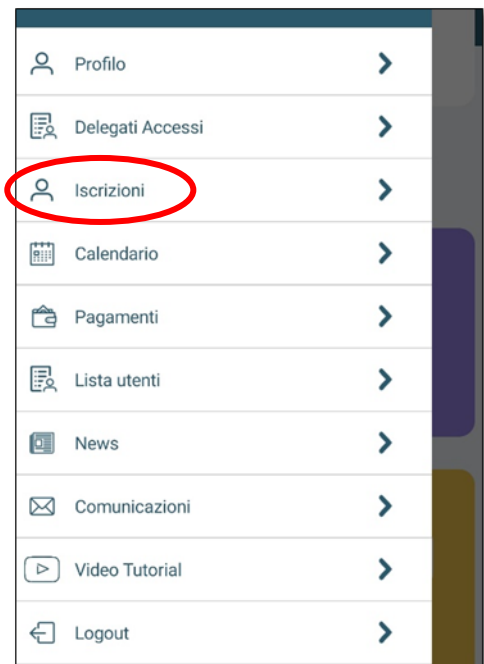 Profilo
Delegati Accessi
Iscrizioni
Calendario
Pagamenti
Lista utenti
News
Comunicazioni
Video Tutorial
Logout